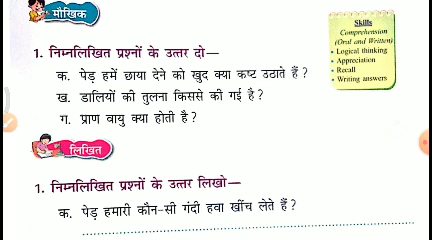 मौखिक
Skills
Comprehension
(Oral and Written)
• Logical thinking
• Appreciation
• Recall
• Writing answers
1. निम्नलिखित प्रश्नों के उत्तर दो—
क. पेड़ हमें छाया देने को खुद क्या कष्ट उठाते हैं?
ख. डालियों की तुलना किससे की गई है?
ग. प्राण वायु क्या होती है?
लिखित
1. निम्नलिखित प्रश्नों के उत्तर लिखो—
क. पेड़ हमारी कौन-सी गंदी हवा खींच लेते हैं?